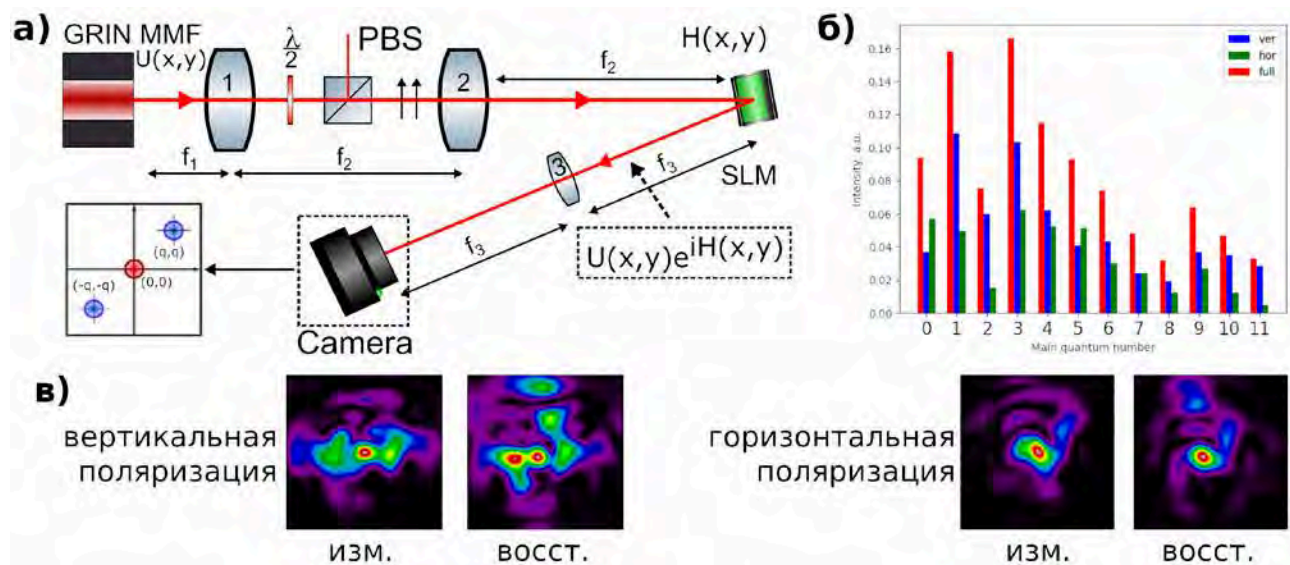 а)
GRIN MMF
U(x,y)
1
λ
2
PBS
2
f₂
H(x,y)
f₁
f₂
3
f₃
SLM
f₃
U(x,y)e^{iH(x,y)}
(q,q)
(-q,-q)
(0,0)
Camera
б)
ver
hor
full
Intensity, a.u.
0.16
0.14
0.12
0.10
0.08
0.06
0.04
0.02
0.00
0 1 2 3 4 5 6 7 8 9 10 11
Main quantum number
в)
вертикальная
поляризация
изм. восст.
горизонтальная
поляризация
изм. восст.